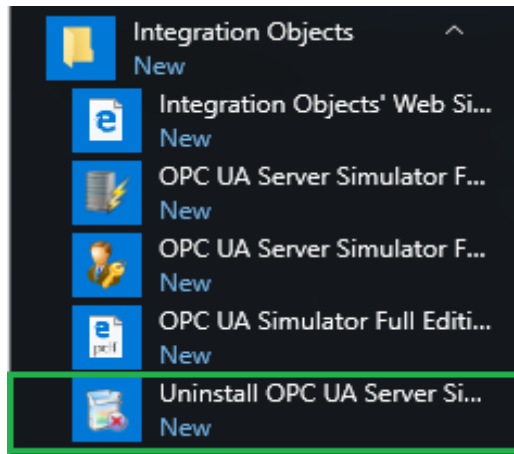 Integration Objects
New
Integration Objects' Web Si...
New
OPC UA Server Simulator F...
New
OPC UA Server Simulator F...
New
OPC UA Simulator Full Editi...
New
Uninstall OPC UA Server Si...
New